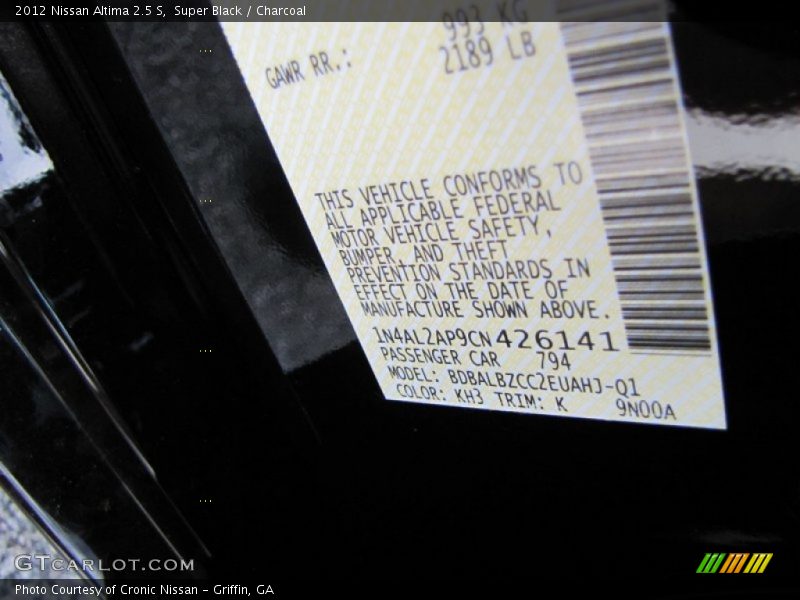 2012 Nissan Altima 2.5 S, Super Black / Charcoal
993 KG
GAWR RR.: 2189 LB
THIS VEHICLE CONFORMS TO
ALL APPLICABLE FEDERAL
MOTOR VEHICLE SAFETY,
BUMPER, AND THEFT
PREVENTION STANDARDS IN
EFFECT ON THE DATE OF
MANUFACTURE SHOWN ABOVE.
1N4AL2AP9CN426141
PASSENGER CAR 794
MODEL: BDBALBZCC2EUAHJ-Q1
COLOR: KH3 TRIM: K 9N00A
GTCARLOT.COM
Photo Courtesy of Cronic Nissan - Griffin, GA